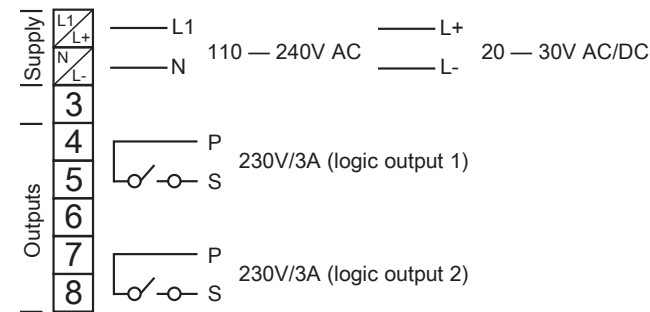 Supply
L1
L+
L1
L+
N
L-
N
110 — 240V AC
L-
20 — 30V AC/DC
3
Outputs
4
P
230V/3A (logic output 1)
5
S
6
7
P
230V/3A (logic output 2)
8
S